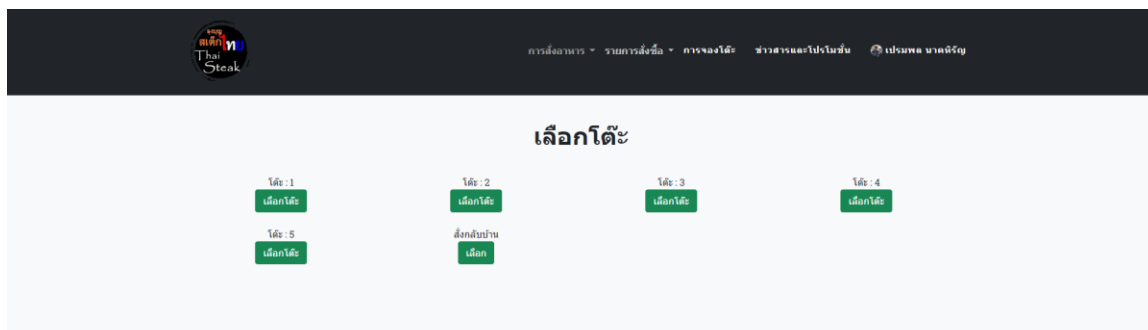 สเต็กไทย
Thai
Steak
การสั่งอาหาร รายการสั่งซื้อ การจองโต๊ะ ข่าวสารและโปรโมชั่น เปรมพล นาคหิรัญ
เลือกโต๊ะ
โต๊ะ : 1 โต๊ะ : 2 โต๊ะ : 3 โต๊ะ : 4
เลือกโต๊ะ เลือกโต๊ะ เลือกโต๊ะ เลือกโต๊ะ
โต๊ะ : 5 สั่งกลับบ้าน
เลือกโต๊ะ เลือก